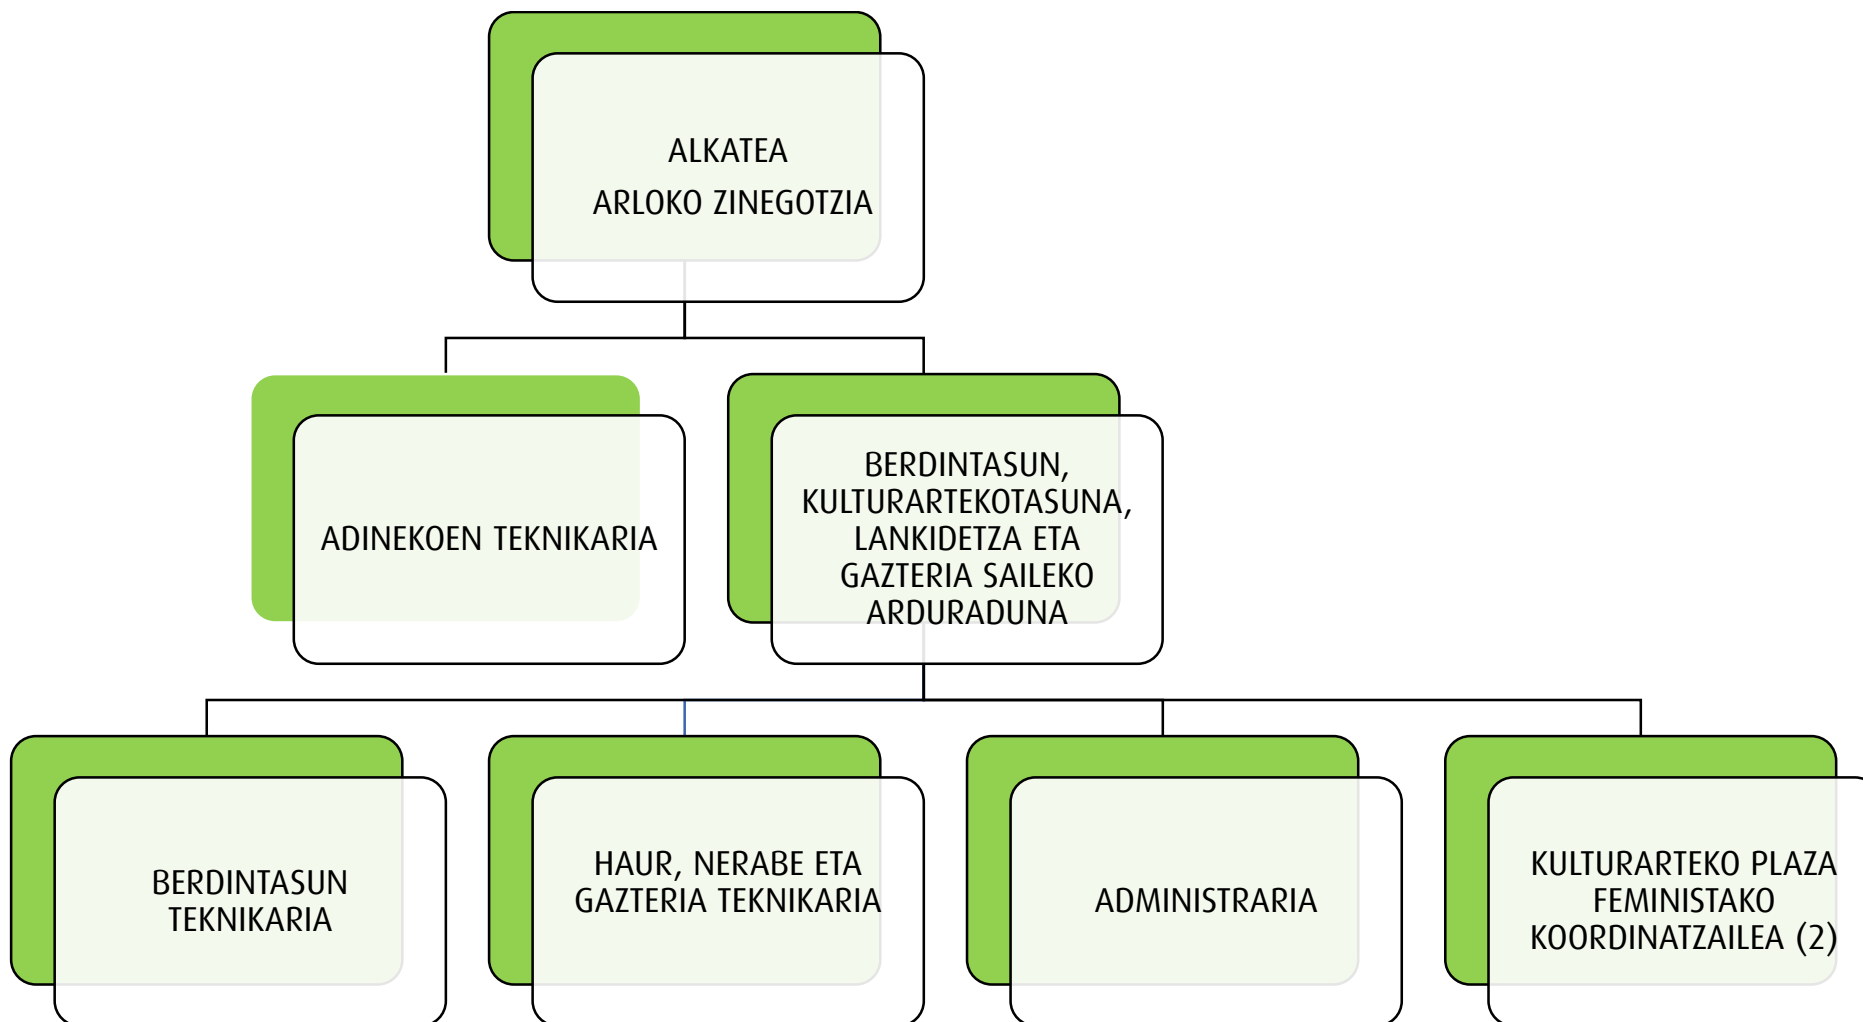 ALKATEA
ARLOKO ZINEGOTZIA
ADINEKOEN TEKNIKARIA
BERDINTASUN,
KULTURARTEKOTASUNA,
LANKIDETZA ETA
GAZTERIA SAILEKO
ARDURADUNA
BERDINTASUN
TEKNIKARIA
HAUR, NERABE ETA
GAZTERIA TEKNIKARIA
ADMINISTRARIA
KULTURARTEKO PLAZA
FEMINISTAKO
KOORDINATZAILEA (2)